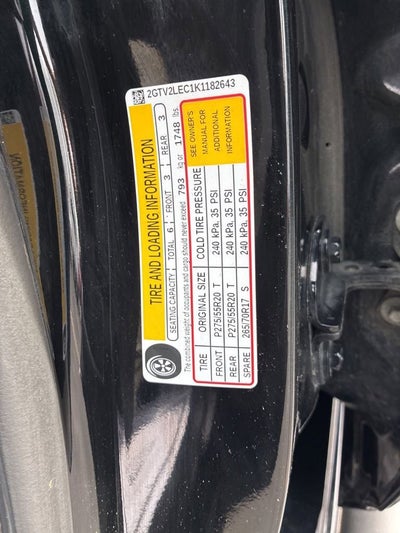 2GTV2LEC1K1182643
TIRE AND LOADING INFORMATION
SEATING CAPACITY TOTAL 6 FRONT 3 REAR 3
The combined weight of occupants and cargo should never exceed 793 kg or 1748 lbs.
TIRE ORIGINAL SIZE COLD TIRE PRESSURE
FRONT P275/55R20 T 240 kPa. 35 PSI
REAR P275/55R20 T 240 kPa. 35 PSI
SPARE 265/70R17 S 240 kPa. 35 PSI
SEE OWNER'S
MANUAL FOR
ADDITIONAL
INFORMATION